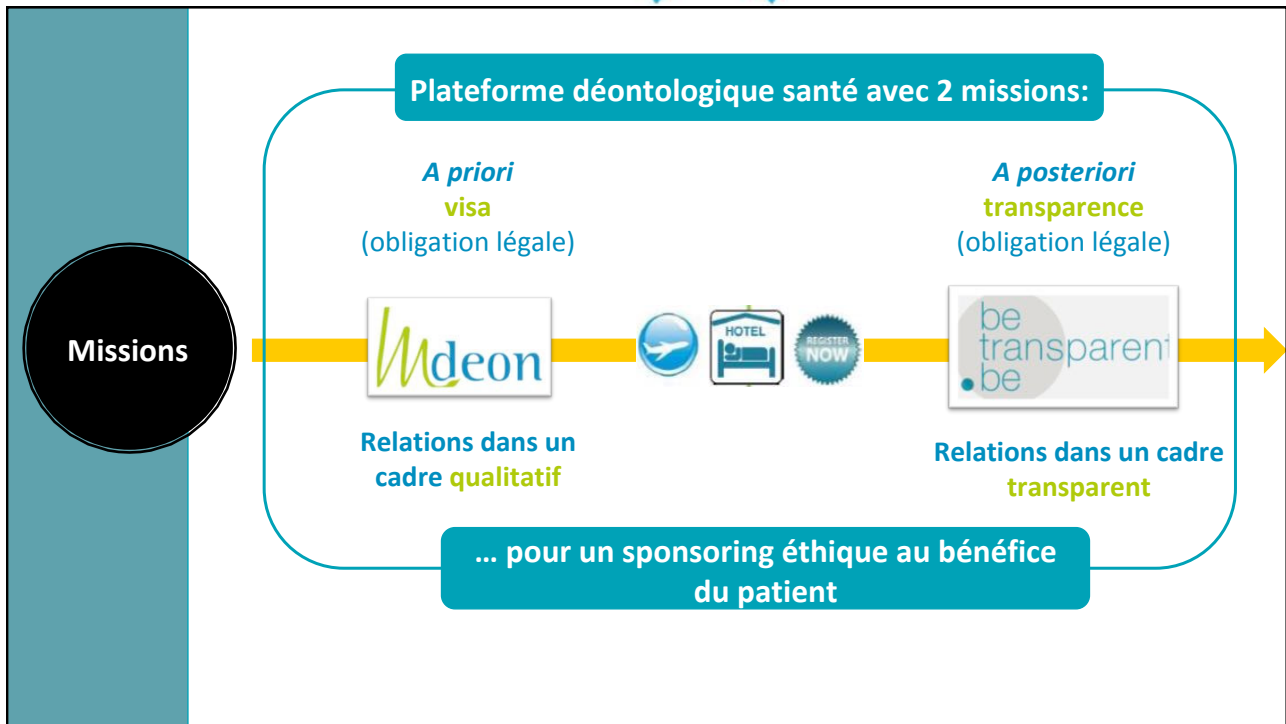 Plateforme déontologique santé avec 2 missions:
A priori
visa
(obligation légale)
A posteriori
transparence
(obligation légale)
Missions
Mdeon
HOTEL
REGISTER
NOW
be
transparent
.be
Relations dans un
cadre qualitatif
Relations dans un cadre
transparent
… pour un sponsoring éthique au bénéfice
du patient